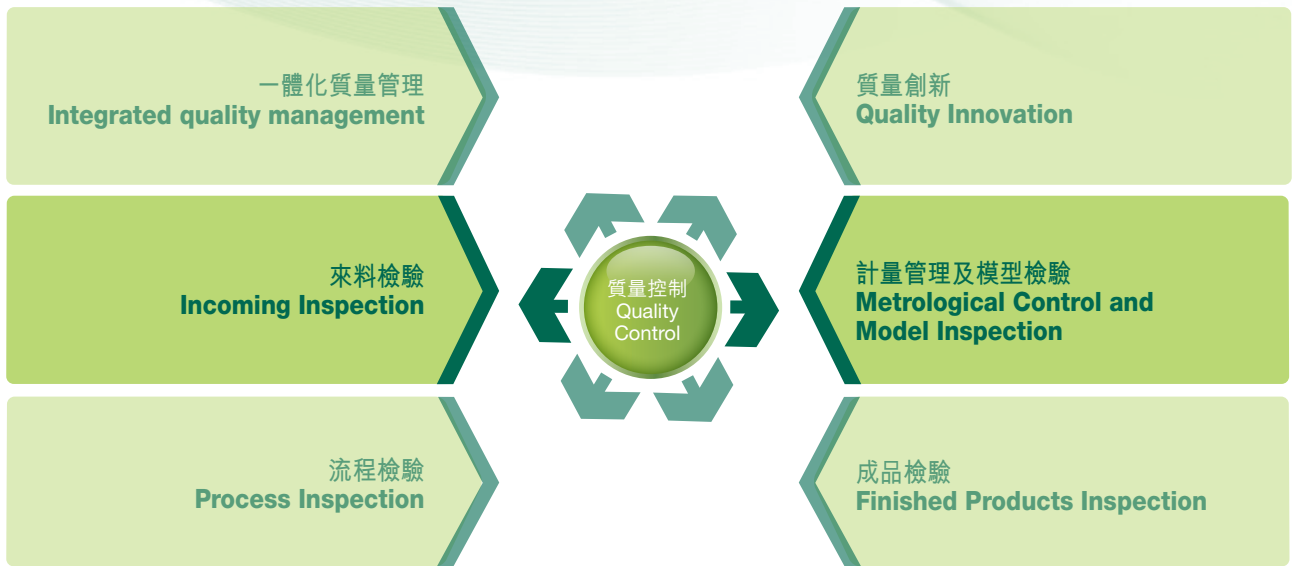 一體化質量管理
Integrated quality management
質量創新
Quality Innovation
來料檢驗
Incoming Inspection
質量控制
Quality
Control
計量管理及模型檢驗
Metrological Control and
Model Inspection
流程檢驗
Process Inspection
成品檢驗
Finished Products Inspection